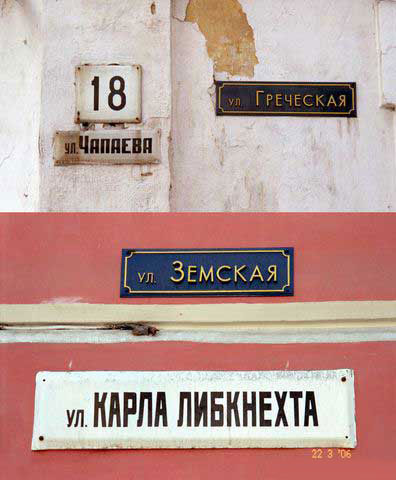 18
ул. ГРЕЧЕСКАЯ
ул. ЧАПАЕВА
ул. ЗЕМСКАЯ
ул. КАРЛА ЛИБКНЕХТА
22 3 '06